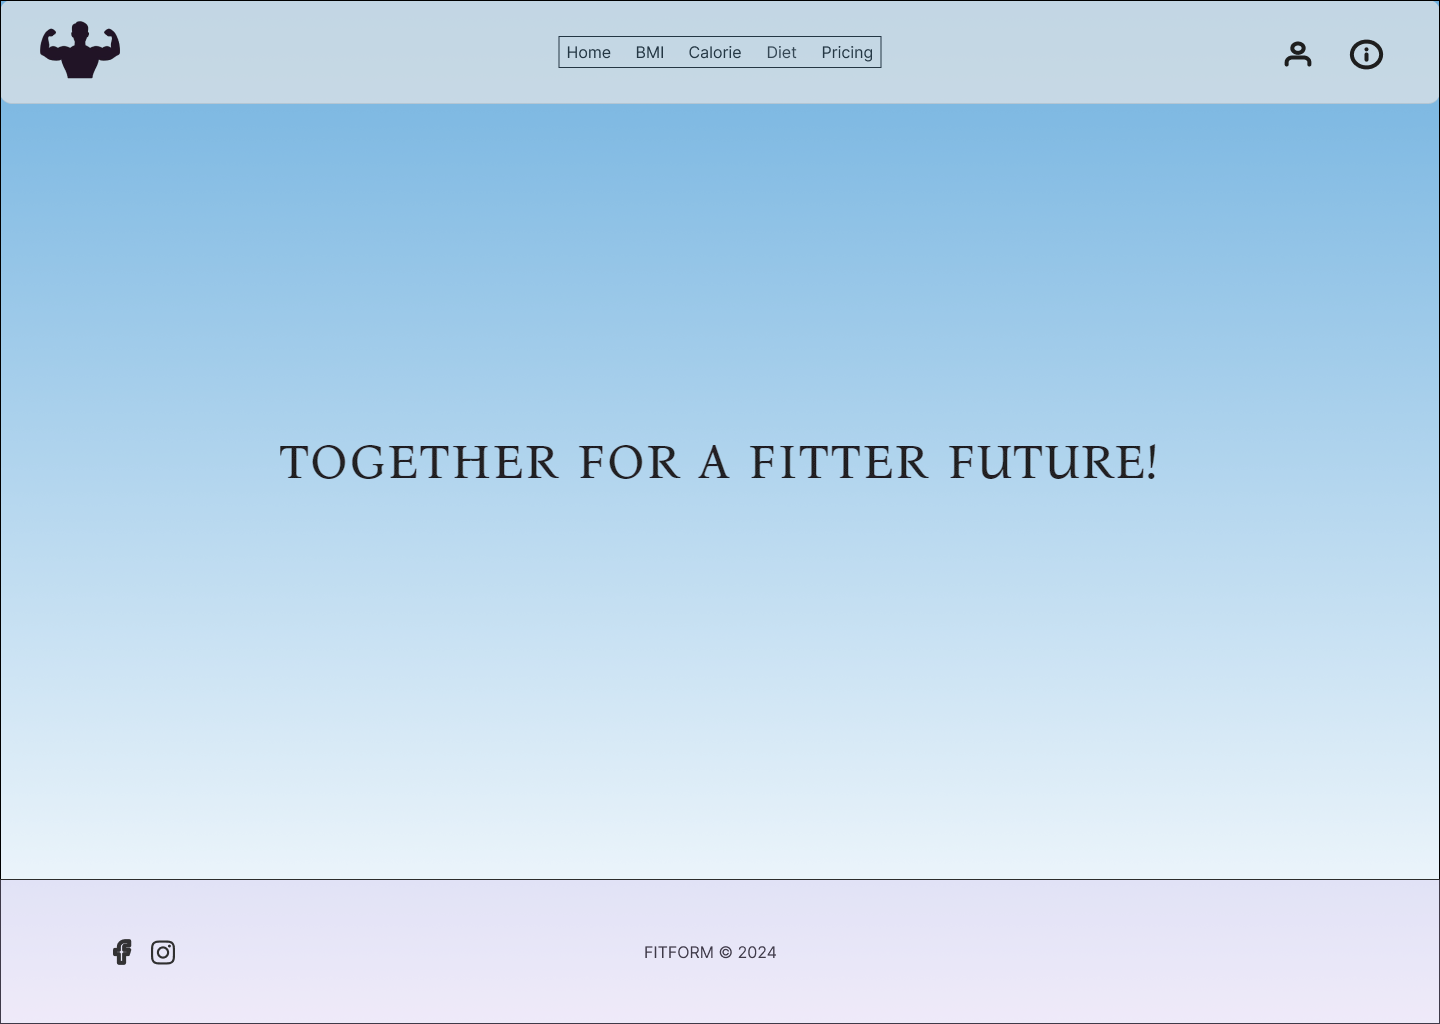 Home BMI Calorie Diet Pricing
TOGETHER FOR A FITTER FUTURE!
FITFORM © 2024